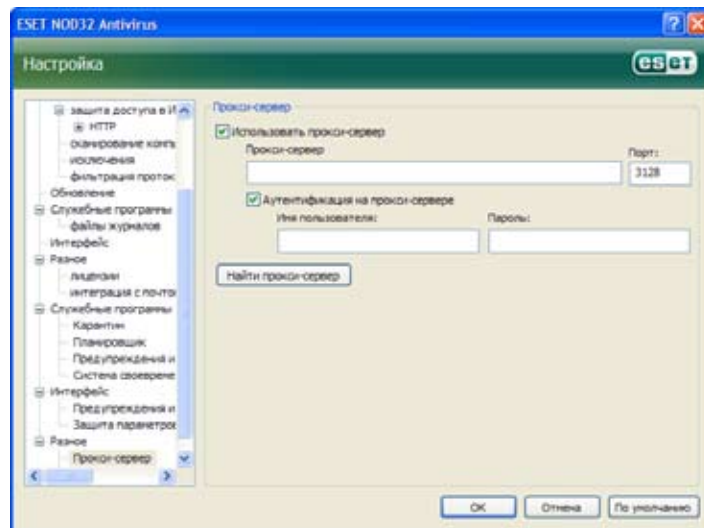 ESET NOD32 Antivirus
Настройка
eset
защита доступа в И
HTTP
сканирование компь
исключения
фильтрация проток
Обновление
Служебные программы
файлы журналов
Интерфейс
Разное
лицензии
интеграция с почто
Служебные программы
Карантин
Планировщик
Предупреждения и
Система своевреме
Интерфейс
Предупреждения и
Защита параметров
Разное
Прокси-сервер
Прокси-сервер
Использовать прокси-сервер
Прокси-сервер
Порт:
3128
Аутентификация на прокси-сервере
Имя пользователя:
Пароль:
Найти прокси-сервер
OK
Отмена
По умолчанию